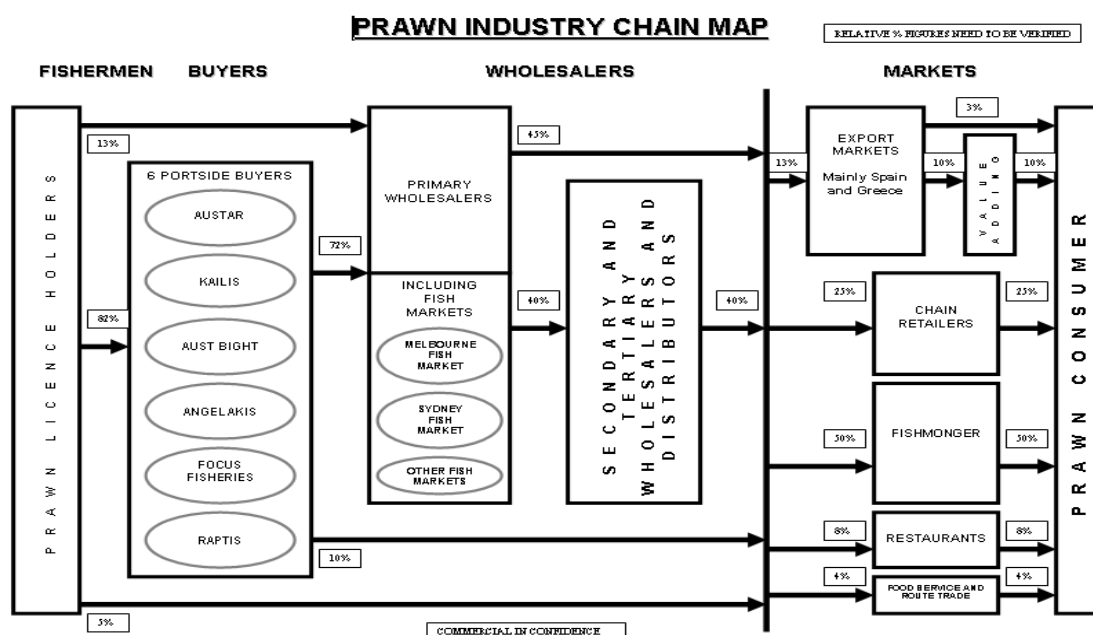 PRAWN INDUSTRY CHAIN MAP
RELATIVE % FIGURES NEED TO BE VERIFIED
FISHERMEN
BUYERS
WHOLESALERS
MARKETS
PRAWN LICENCE HOLDERS
13%
82%
5%
6 PORTSIDE BUYERS
AUSTAR
KAILIS
AUST BIGHT
ANGELAKIS
FOCUS
FISHERIES
RAPTIS
72%
10%
PRIMARY
WHOLESALERS
INCLUDING
FISH
MARKETS
MELBOURNE
FISH
MARKET
SYDNEY
FISH
MARKET
OTHER FISH
MARKETS
45%
40%
SECONDARY AND
TERTIARY
WHOLESALERS AND
DISTRIBUTORS
40%
13%
EXPORT
MARKETS
Mainly Spain
and Greece
3%
10%
VALUE
ADDING
10%
25%
CHAIN
RETAILERS
25%
50%
FISHMONGER
50%
8%
RESTAURANTS
8%
4%
FOOD SERVICE AND
ROUTE TRADE
4%
PRAWN CONSUMER
COMMERCIAL IN CONFIDENCE